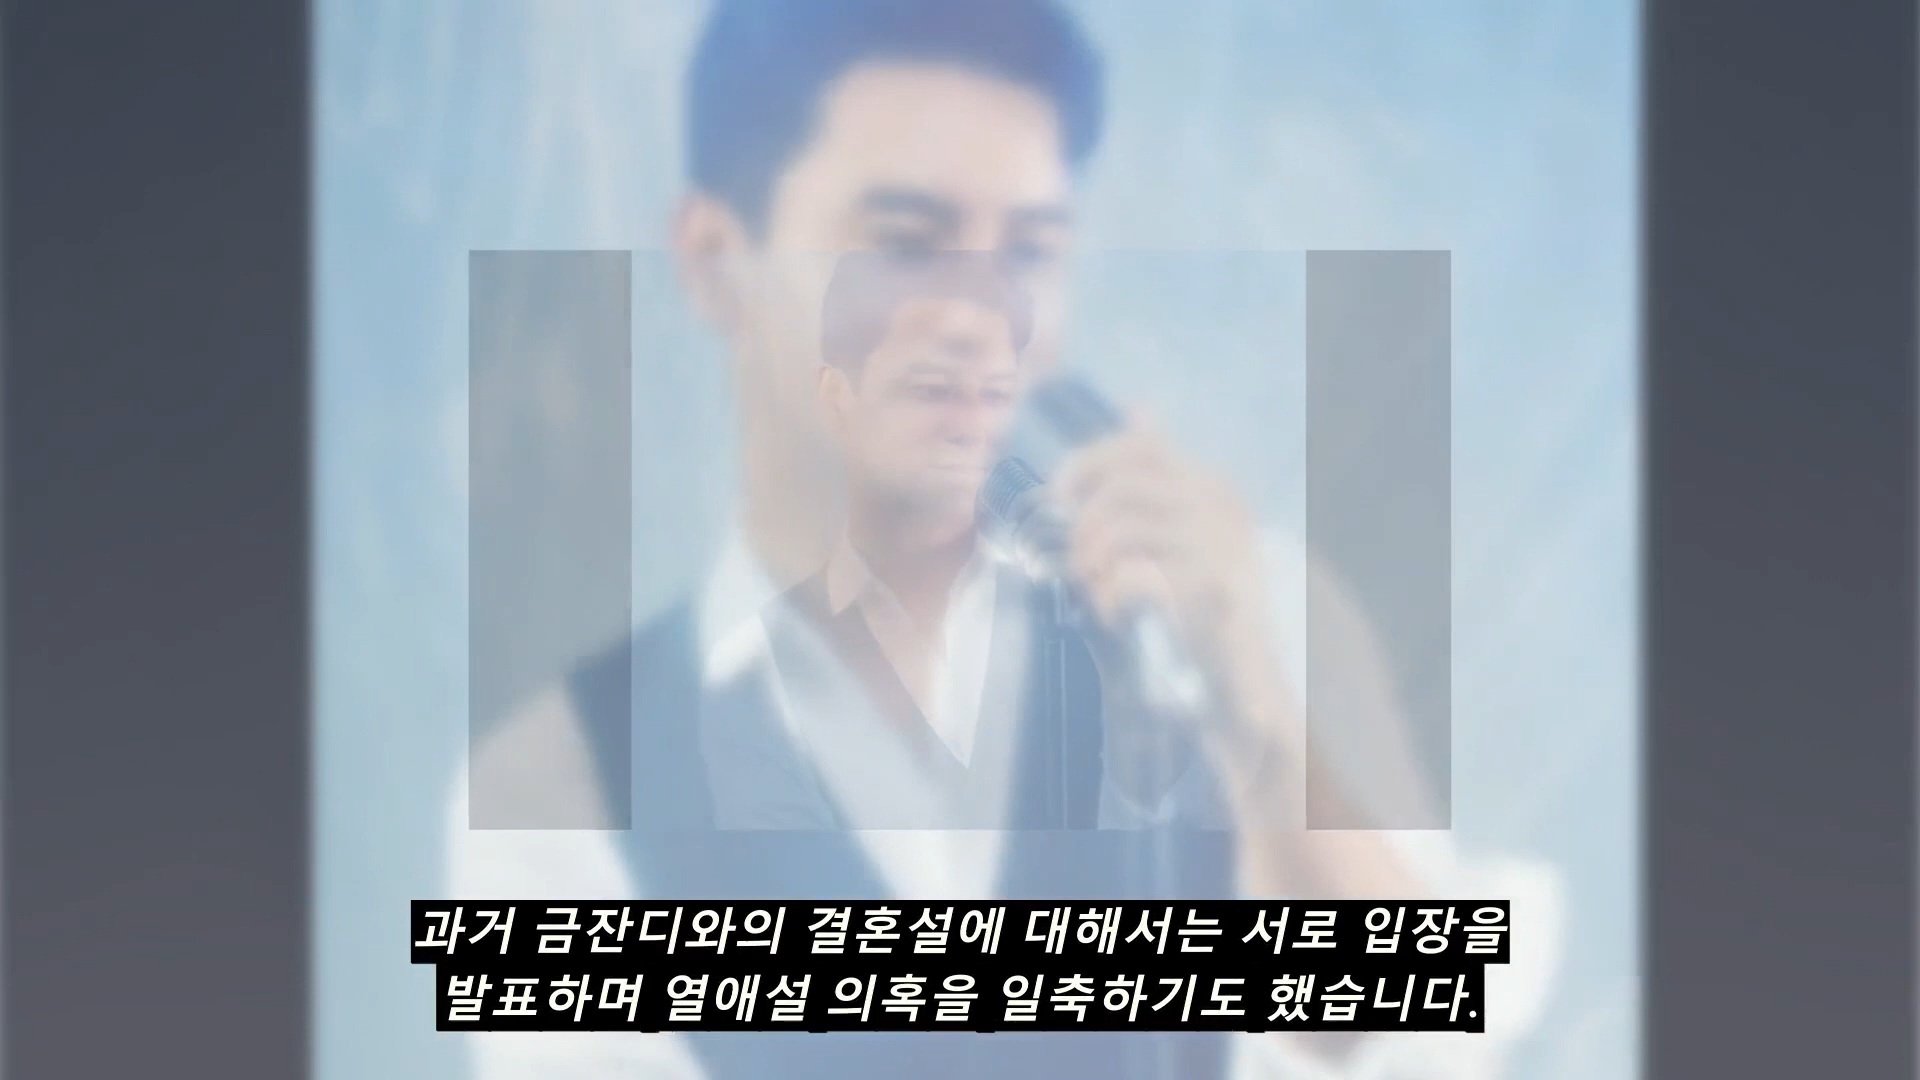 과거 금잔디와의 결혼설에 대해서는 서로 입장을
발표하며 열애설 의혹을 일축하기도 했습니다.